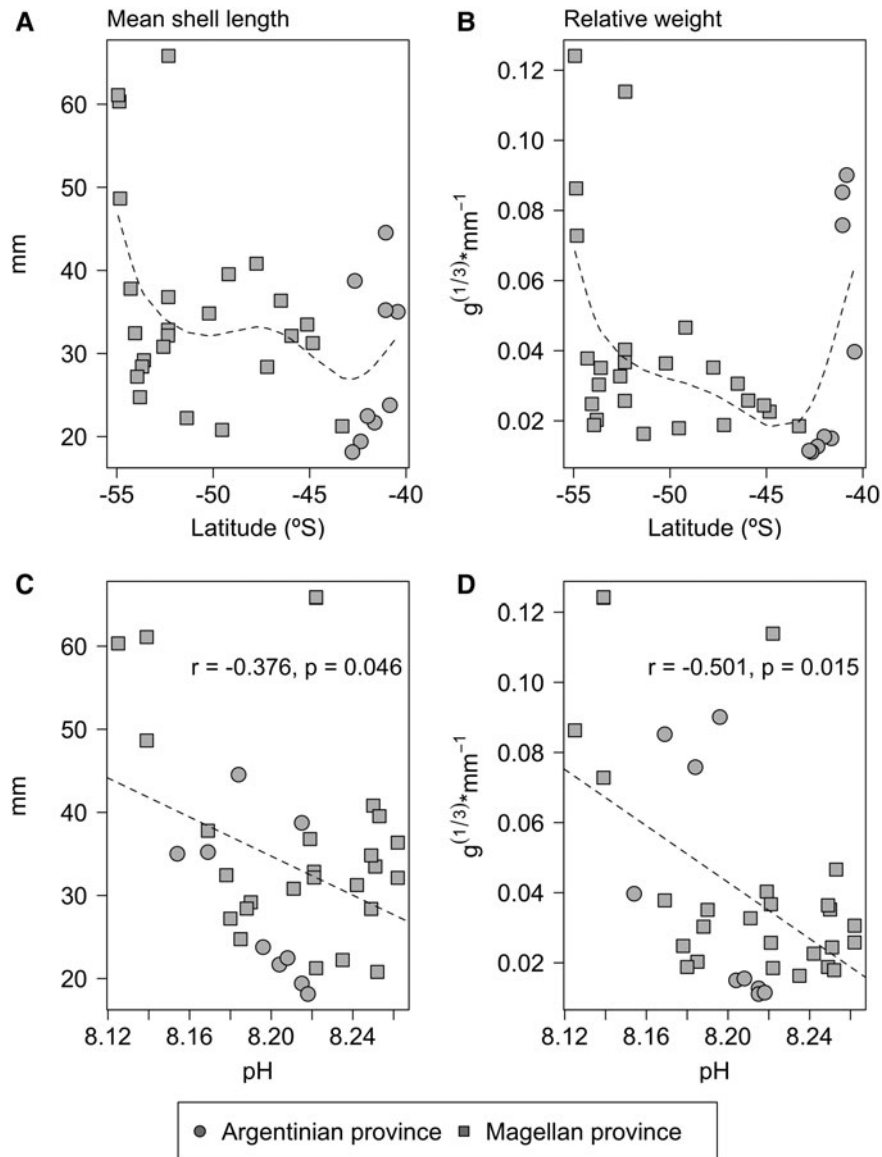 A Mean shell length
mm
60
50
40
30
20
-55 -50 -45 -40
Latitude (ºS)
B Relative weight
g(1/3)*mm−1
0.12
0.10
0.08
0.06
0.04
0.02
-55 -50 -45 -40
Latitude (ºS)
C
mm
60
50
40
30
20
r = -0.376, p = 0.046
8.12 8.16 8.20 8.24
pH
D
g(1/3)*mm−1
0.12
0.10
0.08
0.06
0.04
0.02
r = -0.501, p = 0.015
8.12 8.16 8.20 8.24
pH
Argentinian province Magellan province